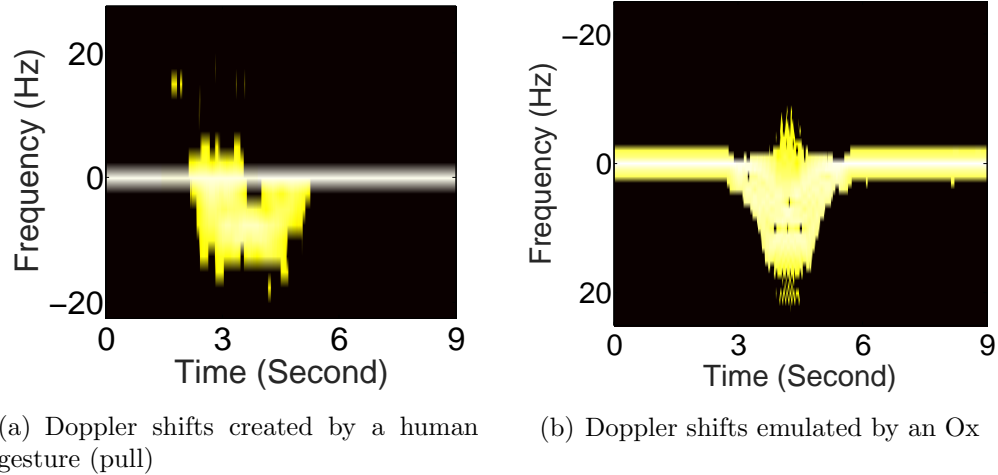 20
0
−20
0
3
6
9
Frequency (Hz)
Time (Second)
−20
0
20
0
3
6
9
Frequency (Hz)
Time (Second)
(a) Doppler shifts created by a human
gesture (pull)
(b) Doppler shifts emulated by an Ox